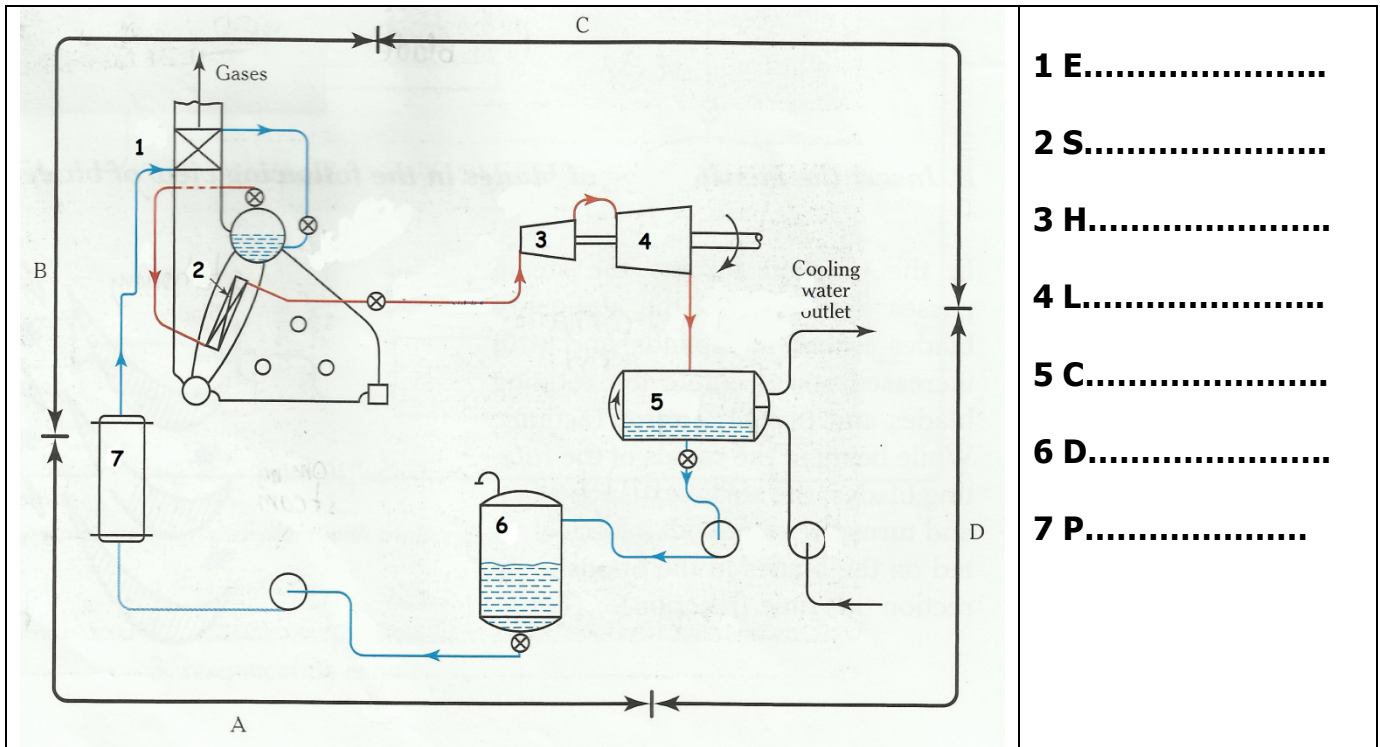 C
Gases
1
B
2
3
4
Cooling
water
outlet
5
7
6
D
A
1 E.......................
2 S.......................
3 H.......................
4 L.......................
5 C.......................
6 D.......................
7 P.....................